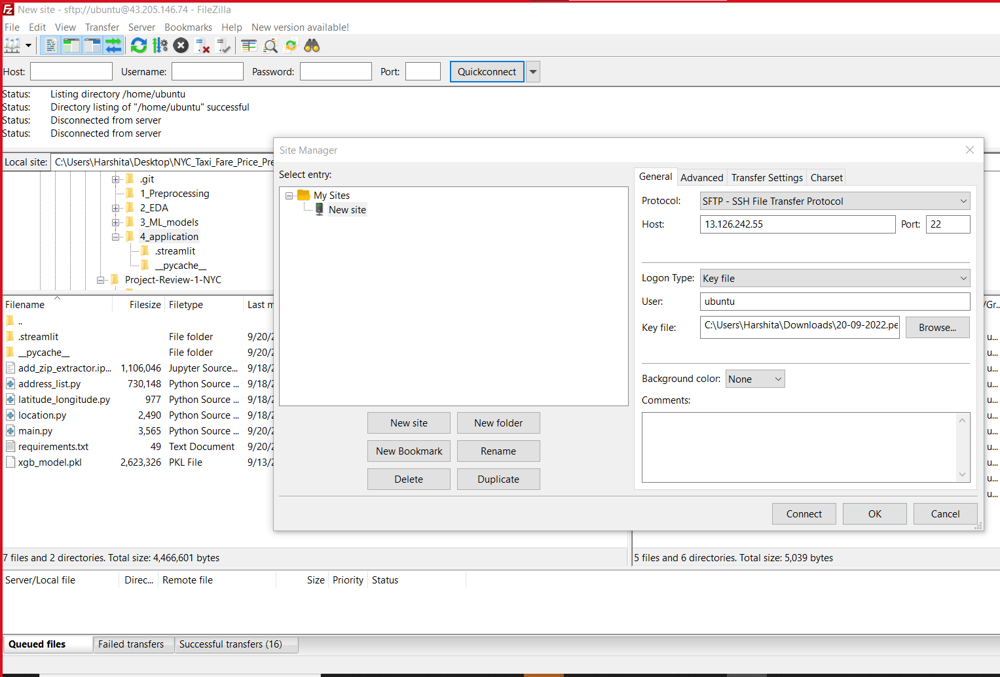 New site - sftp://ubuntu@43.205.146.74 - FileZilla
File Edit View Transfer Server Bookmarks Help New version available!
Host: Username: Password: Port: Quickconnect
Status: Listing directory /home/ubuntu
Status: Directory listing of "/home/ubuntu" successful
Status: Disconnected from server
Status: Disconnected from server
Local site: C:\Users\Harshita\Desktop\NYC_Taxi_Fare_Price_Pre
.git
1_Preprocessing
2_EDA
3_ML_models
4_application
.streamlit
__pycache__
Project-Review-1-NYC
Filename Filesize Filetype Last m
..
.streamlit File folder 9/20/2
__pycache__ File folder 9/20/2
add_zip_extractor.ip... 1,106,046 Jupyter Source... 9/18/2
address_list.py 730,148 Python Source ... 9/18/2
latitude_longitude.py 977 Python Source ... 9/18/2
location.py 2,490 Python Source ... 9/18/2
main.py 3,565 Python Source ... 9/20/2
requirements.txt 49 Text Document 9/20/2
xgb_model.pkl 2,623,326 PKL File 9/13/2
7 files and 2 directories. Total size: 4,466,601 bytes
Site Manager
Select entry:
My Sites
New site
New site New folder
New Bookmark Rename
Delete Duplicate
General Advanced Transfer Settings Charset
Protocol: SFTP - SSH File Transfer Protocol
Host: 13.126.242.55 Port: 22
Logon Type: Key file
User: ubuntu
Key file: C:\Users\Harshita\Downloads\20-09-2022.pe Browse...
Background color: None
Comments:
Connect OK Cancel
/Gr...
u...
u...
u...
u...
u...
u...
u...
u...
u...
u...
u...
5 files and 6 directories. Total size: 5,039 bytes
Server/Local file Direc... Remote file Size Priority Status
Queued files Failed transfers Successful transfers (16)